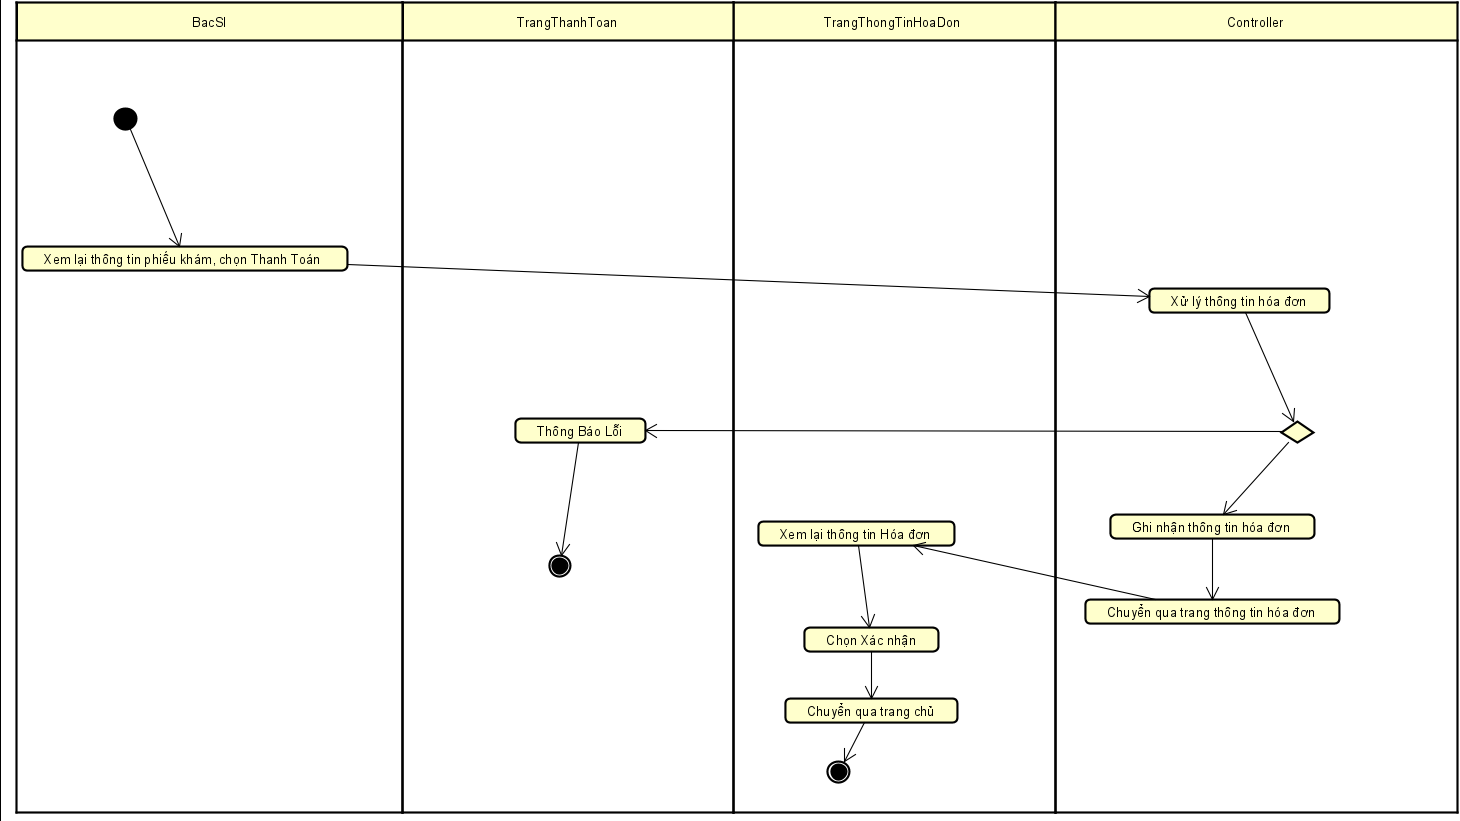 BacSI
TrangThanhToan
TrangThongTinHoaDon
Controller
Xem lại thông tin phiếu khám, chọn Thanh Toán
Xử lý thông tin hóa đơn
Thông Báo Lỗi
Ghi nhận thông tin hóa đơn
Xem lại thông tin Hóa đơn
Chuyển qua trang thông tin hóa đơn
Chọn Xác nhận
Chuyển qua trang chủ